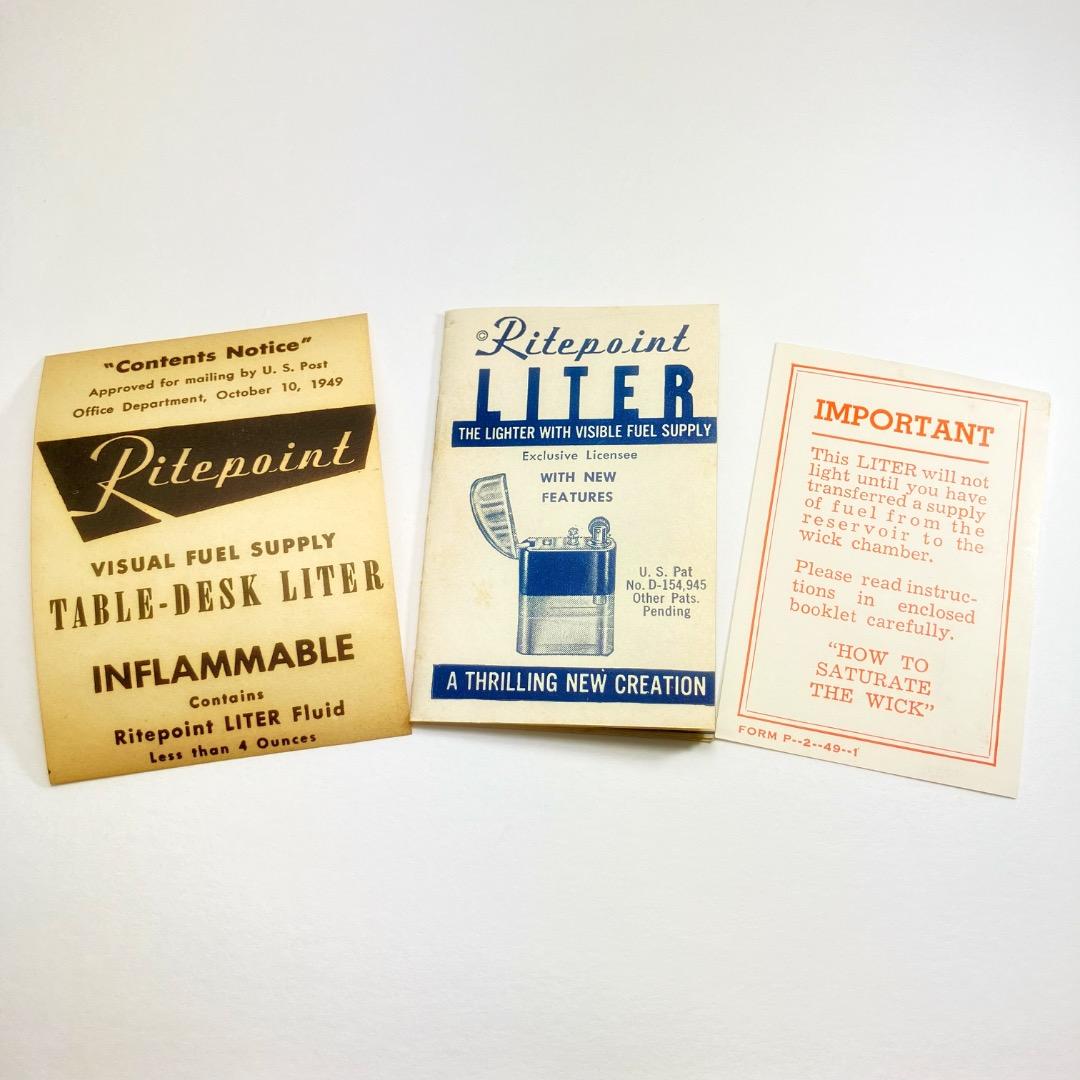 "Contents Notice"
Approved for mailing by U. S. Post
Office Department, October 10, 1949
Ritepoint
VISUAL FUEL SUPPLY
TABLE-DESK LITER
INFLAMMABLE
Contains
Ritepoint LITER Fluid
Less than 4 Ounces
© Ritepoint
LITER
THE LIGHTER WITH VISIBLE FUEL SUPPLY
Exclusive Licensee
WITH NEW
FEATURES
U. S. Pat
No. D-154,945
Other Pats.
Pending
A THRILLING NEW CREATION
IMPORTANT
This LITER will not
light until you have
transferred a supply
of fuel from the
reservoir to the
wick chamber.
Please read instruc-
tions in enclosed
booklet carefully.
"HOW TO
SATURATE
THE WICK"
FORM P--2--49--1